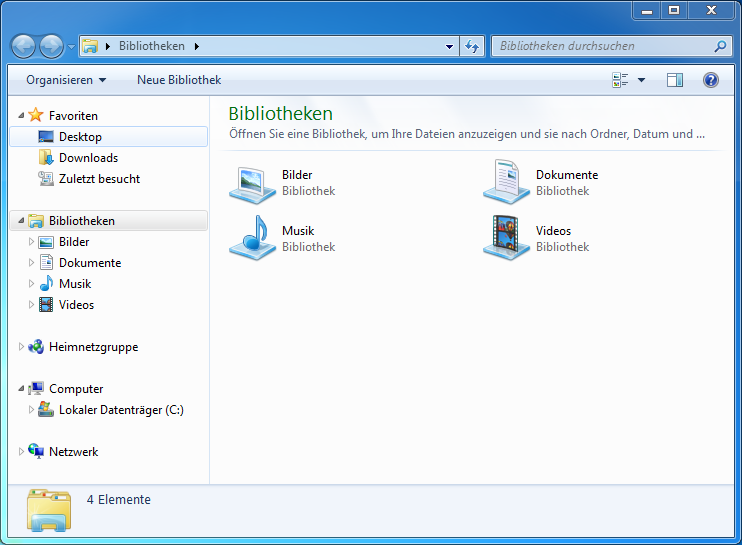 Bibliotheken
Bibliotheken durchsuchen
Organisieren
Neue Bibliothek
Favoriten
Desktop
Downloads
Zuletzt besucht
Bibliotheken
Bilder
Dokumente
Musik
Videos
Heimnetzgruppe
Computer
Lokaler Datenträger (C:)
Netzwerk
Bibliotheken
Öffnen Sie eine Bibliothek, um Ihre Dateien anzuzeigen und sie nach Ordner, Datum und ...
Bilder
Bibliothek
Dokumente
Bibliothek
Musik
Bibliothek
Videos
Bibliothek
4 Elemente